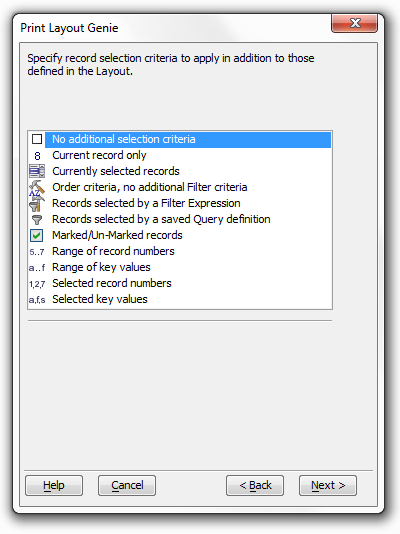 Print Layout Genie
Specify record selection criteria to apply in addition to those
defined in the Layout.
No additional selection criteria
8 Current record only
Currently selected records
AZ Order criteria, no additional Filter criteria
Records selected by a Filter Expression
Records selected by a saved Query definition
Marked/Un-Marked records
5..7 Range of record numbers
a..f Range of key values
1,2,7 Selected record numbers
a,f,s Selected key values
Help Cancel < Back Next >